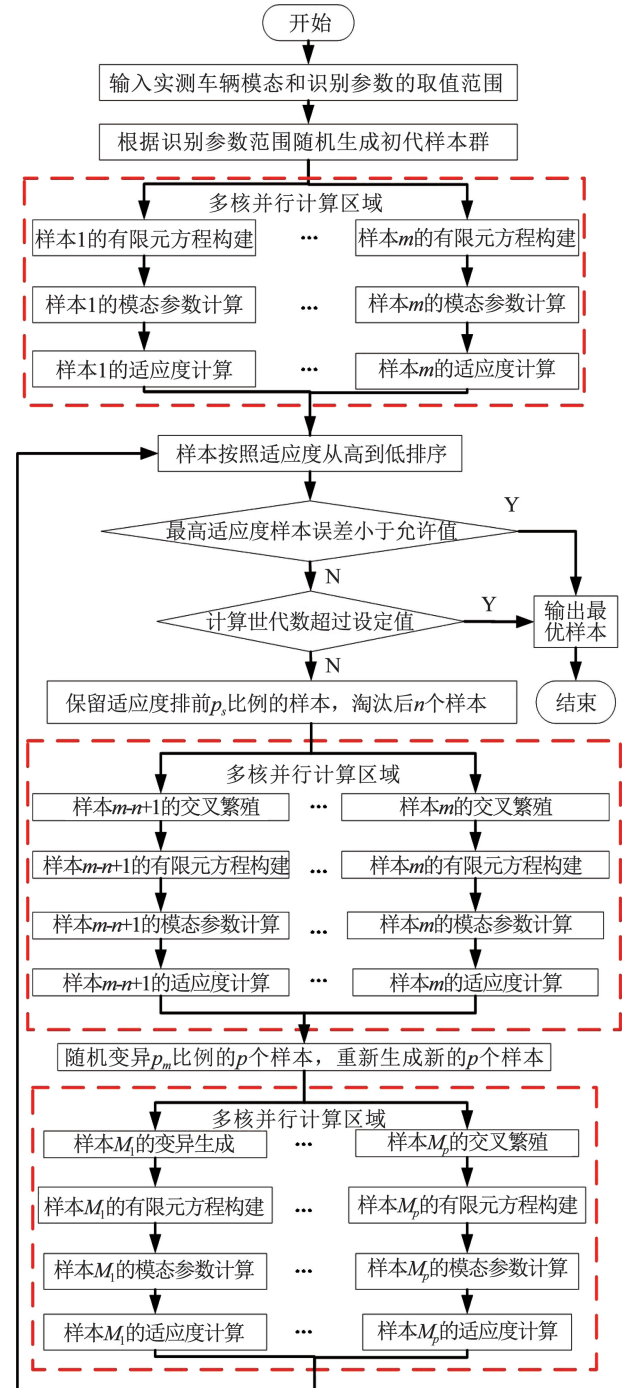 开始
输入实测车辆模态和识别参数的取值范围
根据识别参数范围随机生成初代样本群
多核并行计算区域
样本1的有限元方程构建 ... 样本m的有限元方程构建
样本1的模态参数计算 ... 样本m的模态参数计算
样本1的适应度计算 ... 样本m的适应度计算
样本按照适应度从高到低排序
最高适应度样本误差小于允许值
Y
N
计算世代数超过设定值
Y
N
输出最
优样本
结束
保留适应度排前pₛ比例的样本，淘汰后n个样本
多核并行计算区域
样本m-n+1的交叉繁殖 ... 样本m的交叉繁殖
样本m-n+1的有限元方程构建 ... 样本m的有限元方程构建
样本m-n+1的模态参数计算 ... 样本m的模态参数计算
样本m-n+1的适应度计算 ... 样本m的适应度计算
随机变异pₘ比例的p个样本，重新生成新的p个样本
多核并行计算区域
样本M₁的变异生成 ... 样本Mₚ的交叉繁殖
样本M₁的有限元方程构建 ... 样本Mₚ的有限元方程构建
样本M₁的模态参数计算 ... 样本Mₚ的模态参数计算
样本M₁的适应度计算 ... 样本Mₚ的适应度计算